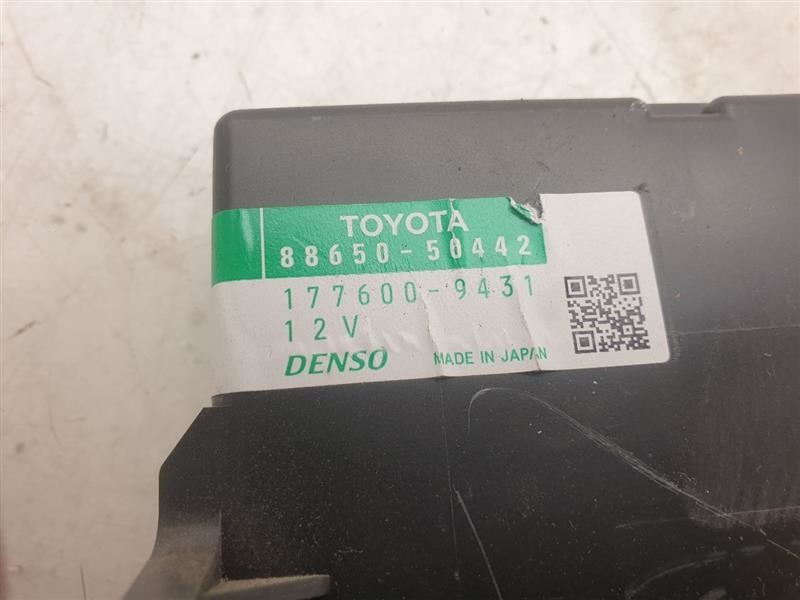 TOYOTA
88650-50442
177600-9431
12V
DENSO MADE IN JAPAN